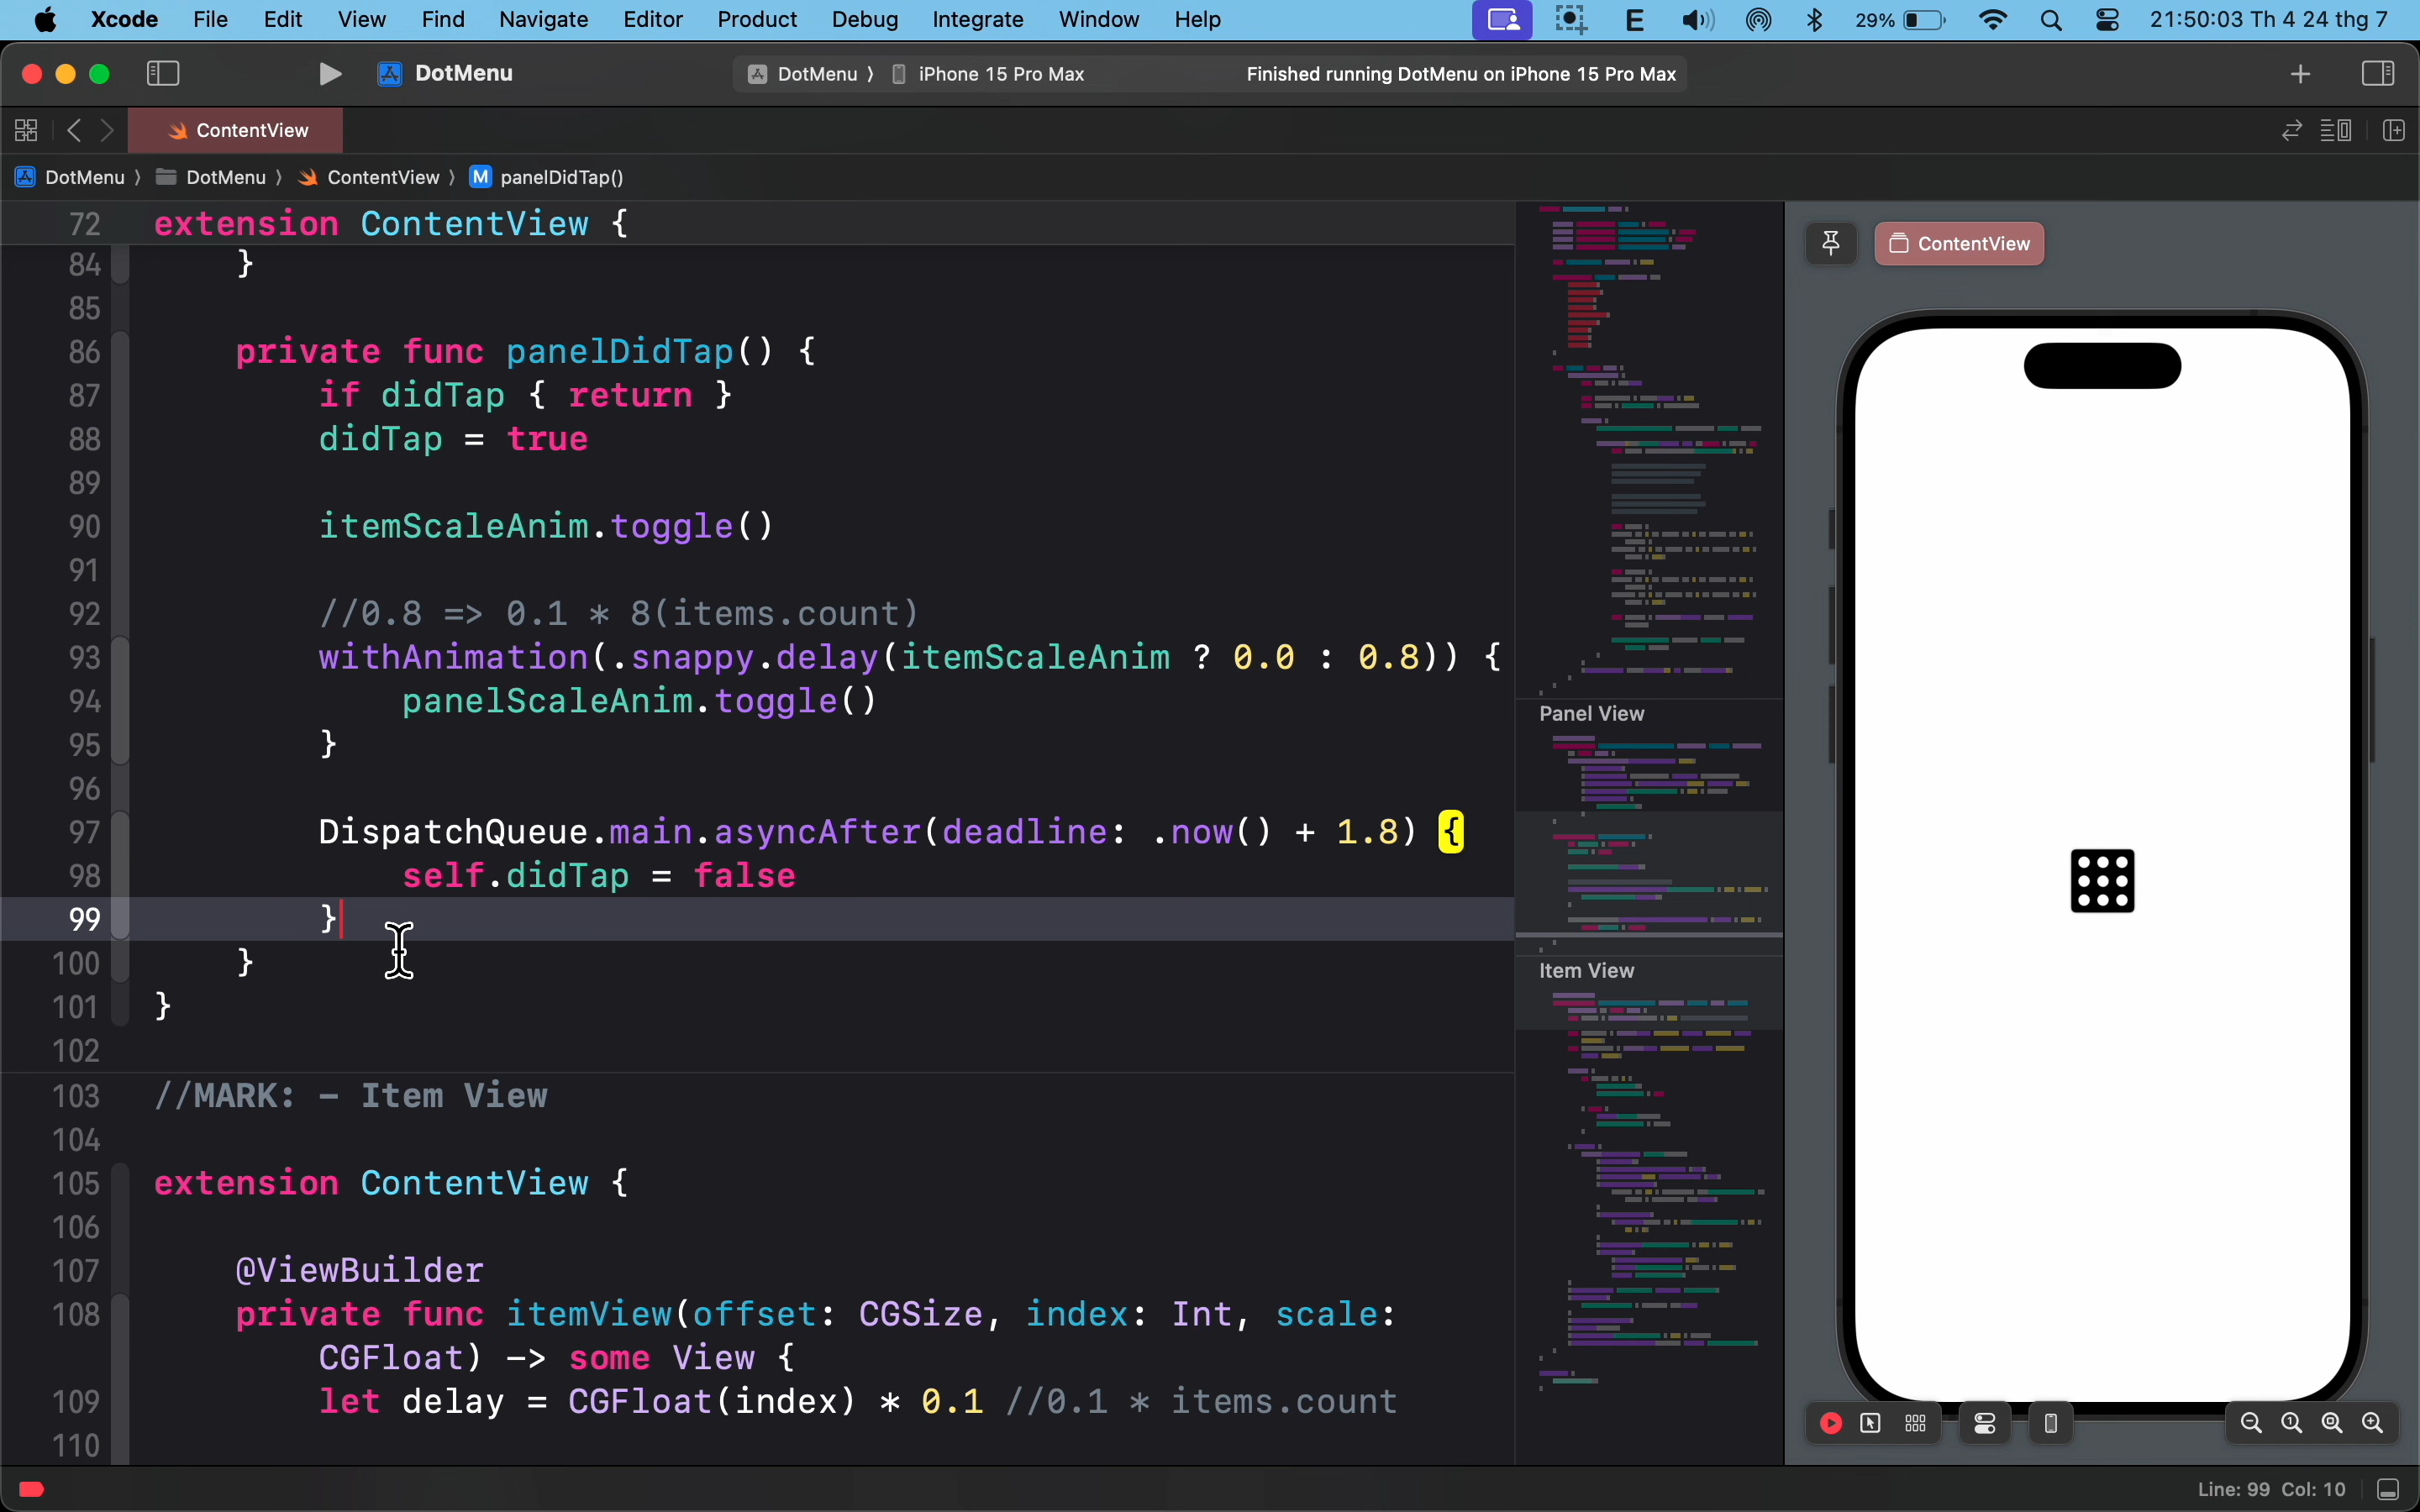 Xcode File Edit View Find Navigate Editor Product Debug Integrate Window Help E 29% 21:50:03 Th 4 24 thg 7
DotMenu DotMenu 〉 iPhone 15 Pro Max Finished running DotMenu on iPhone 15 Pro Max
ContentView
DotMenu 〉 DotMenu 〉 ContentView 〉 M panelDidTap()
72 extension ContentView {
84 }
85
86 private func panelDidTap() {
87 if didTap { return }
88 didTap = true
89
90 itemScaleAnim.toggle()
91
92 //0.8 => 0.1 * 8(items.count)
93 withAnimation(.snappy.delay(itemScaleAnim ? 0.0 : 0.8)) {
94 panelScaleAnim.toggle()
95 }
96
97 DispatchQueue.main.asyncAfter(deadline: .now() + 1.8) {
98 self.didTap = false
99 }
100 }
101 }
102
103 //MARK: - Item View
104
105 extension ContentView {
106
107 @ViewBuilder
108 private func itemView(offset: CGSize, index: Int, scale:
CGFloat) -> some View {
109 let delay = CGFloat(index) * 0.1 //0.1 * items.count
110
Panel View
Item View
ContentView
Line: 99 Col: 10